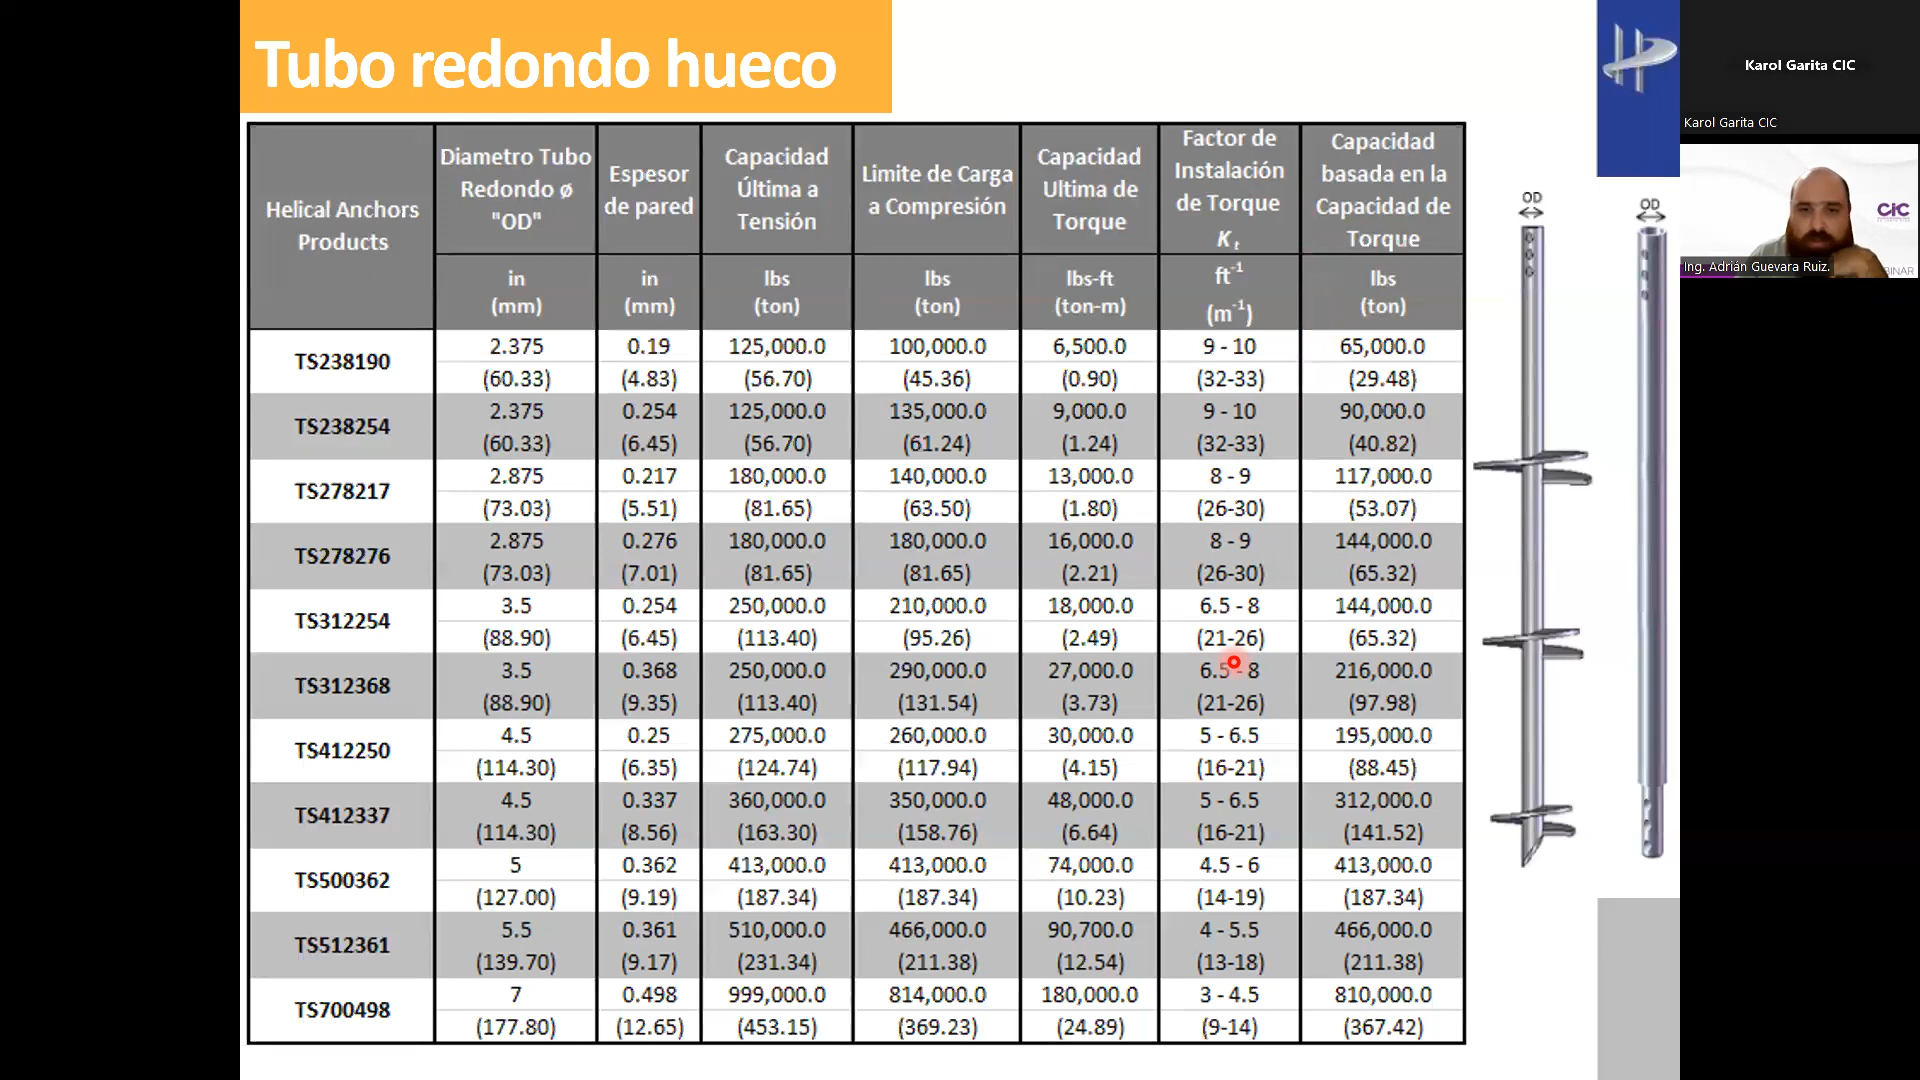 Tubo redondo hueco
Helical Anchors
Products
Diametro Tubo
Redondo ø
"OD"
Espesor
de pared
Capacidad
Última a
Tensión
Limite de Carga
a Compresión
Capacidad
Ultima de
Torque
Factor de
Instalación
de Torque
Kt
Capacidad
basada en la
Capacidad de
Torque
in
(mm)
in
(mm)
lbs
(ton)
lbs
(ton)
lbs-ft
(ton-m)
ft-1
(m-1)
lbs
(ton)
TS238190
2.375 0.19 125,000.0 100,000.0 6,500.0 9 - 10 65,000.0
(60.33) (4.83) (56.70) (45.36) (0.90) (32-33) (29.48)
TS238254
2.375 0.254 125,000.0 135,000.0 9,000.0 9 - 10 90,000.0
(60.33) (6.45) (56.70) (61.24) (1.24) (32-33) (40.82)
TS278217
2.875 0.217 180,000.0 140,000.0 13,000.0 8 - 9 117,000.0
(73.03) (5.51) (81.65) (63.50) (1.80) (26-30) (53.07)
TS278276
2.875 0.276 180,000.0 180,000.0 16,000.0 8 - 9 144,000.0
(73.03) (7.01) (81.65) (81.65) (2.21) (26-30) (65.32)
TS312254
3.5 0.254 250,000.0 210,000.0 18,000.0 6.5 - 8 144,000.0
(88.90) (6.45) (113.40) (95.26) (2.49) (21-26) (65.32)
TS312368
3.5 0.368 250,000.0 290,000.0 27,000.0 6.5 - 8 216,000.0
(88.90) (9.35) (113.40) (131.54) (3.73) (21-26) (97.98)
TS412250
4.5 0.25 275,000.0 260,000.0 30,000.0 5 - 6.5 195,000.0
(114.30) (6.35) (124.74) (117.94) (4.15) (16-21) (88.45)
TS412337
4.5 0.337 360,000.0 350,000.0 48,000.0 5 - 6.5 312,000.0
(114.30) (8.56) (163.30) (158.76) (6.64) (16-21) (141.52)
TS500362
5 0.362 413,000.0 413,000.0 74,000.0 4.5 - 6 413,000.0
(127.00) (9.19) (187.34) (187.34) (10.23) (14-19) (187.34)
TS512361
5.5 0.361 510,000.0 466,000.0 90,700.0 4 - 5.5 466,000.0
(139.70) (9.17) (231.34) (211.38) (12.54) (13-18) (211.38)
TS700498
7 0.498 999,000.0 814,000.0 180,000.0 3 - 4.5 810,000.0
(177.80) (12.65) (453.15) (369.23) (24.89) (9-14) (367.42)
OD
OD
Karol Garita CIC
Karol Garita CIC
CIC
Ing. Adrián Guevara Ruiz.
INAR